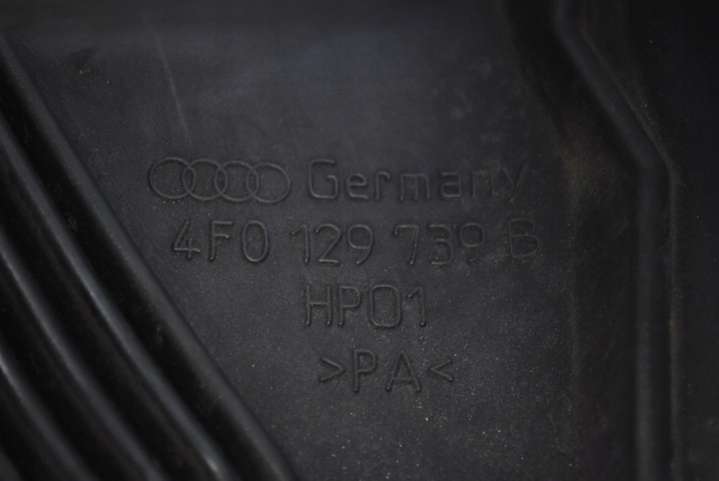 Germany
4F0 129 739 B
HP01
>PA<